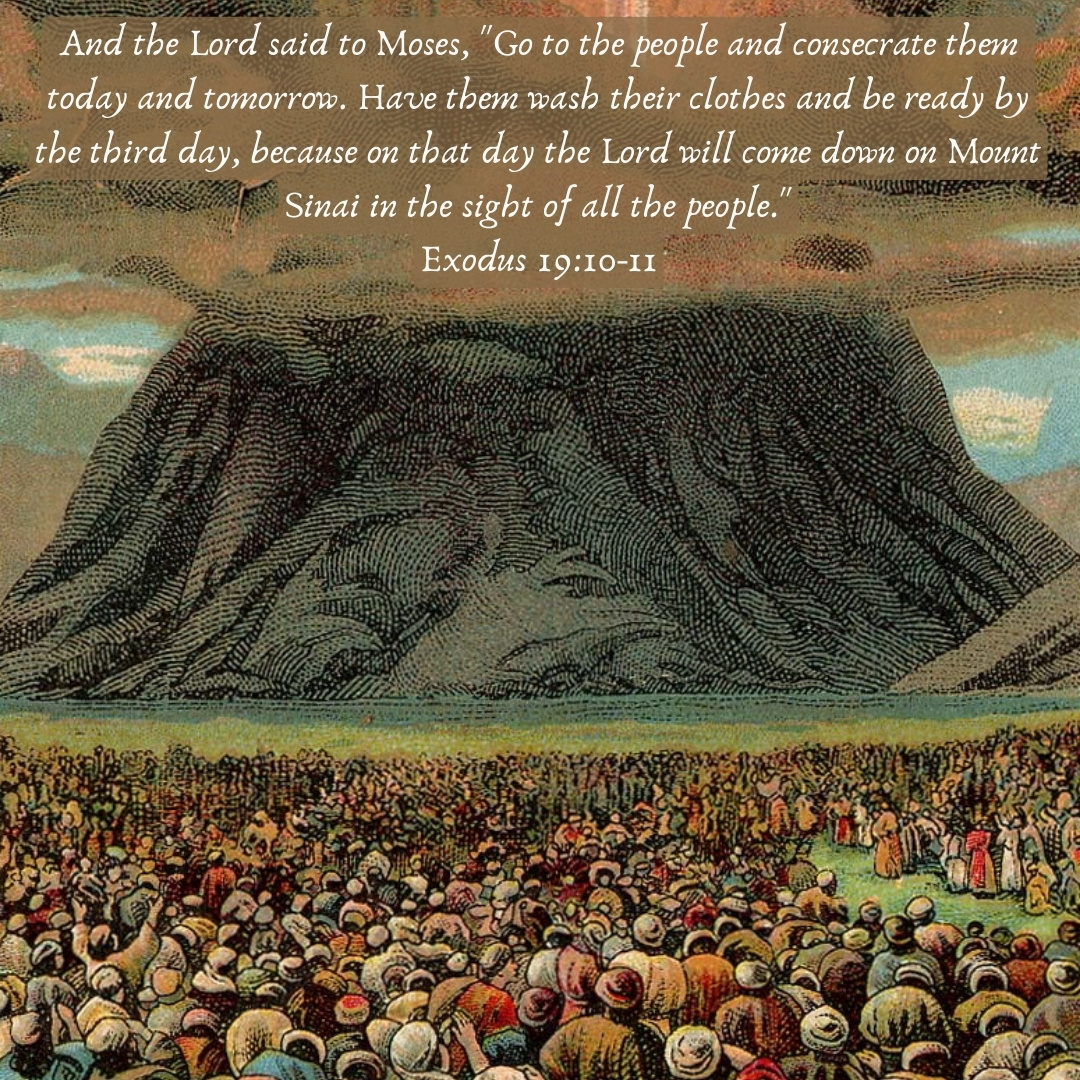 And the Lord said to Moses, "Go to the people and consecrate them
today and tomorrow. Have them wash their clothes and be ready by
the third day, because on that day the Lord will come down on Mount
Sinai in the sight of all the people."
Exodus 19:10-11